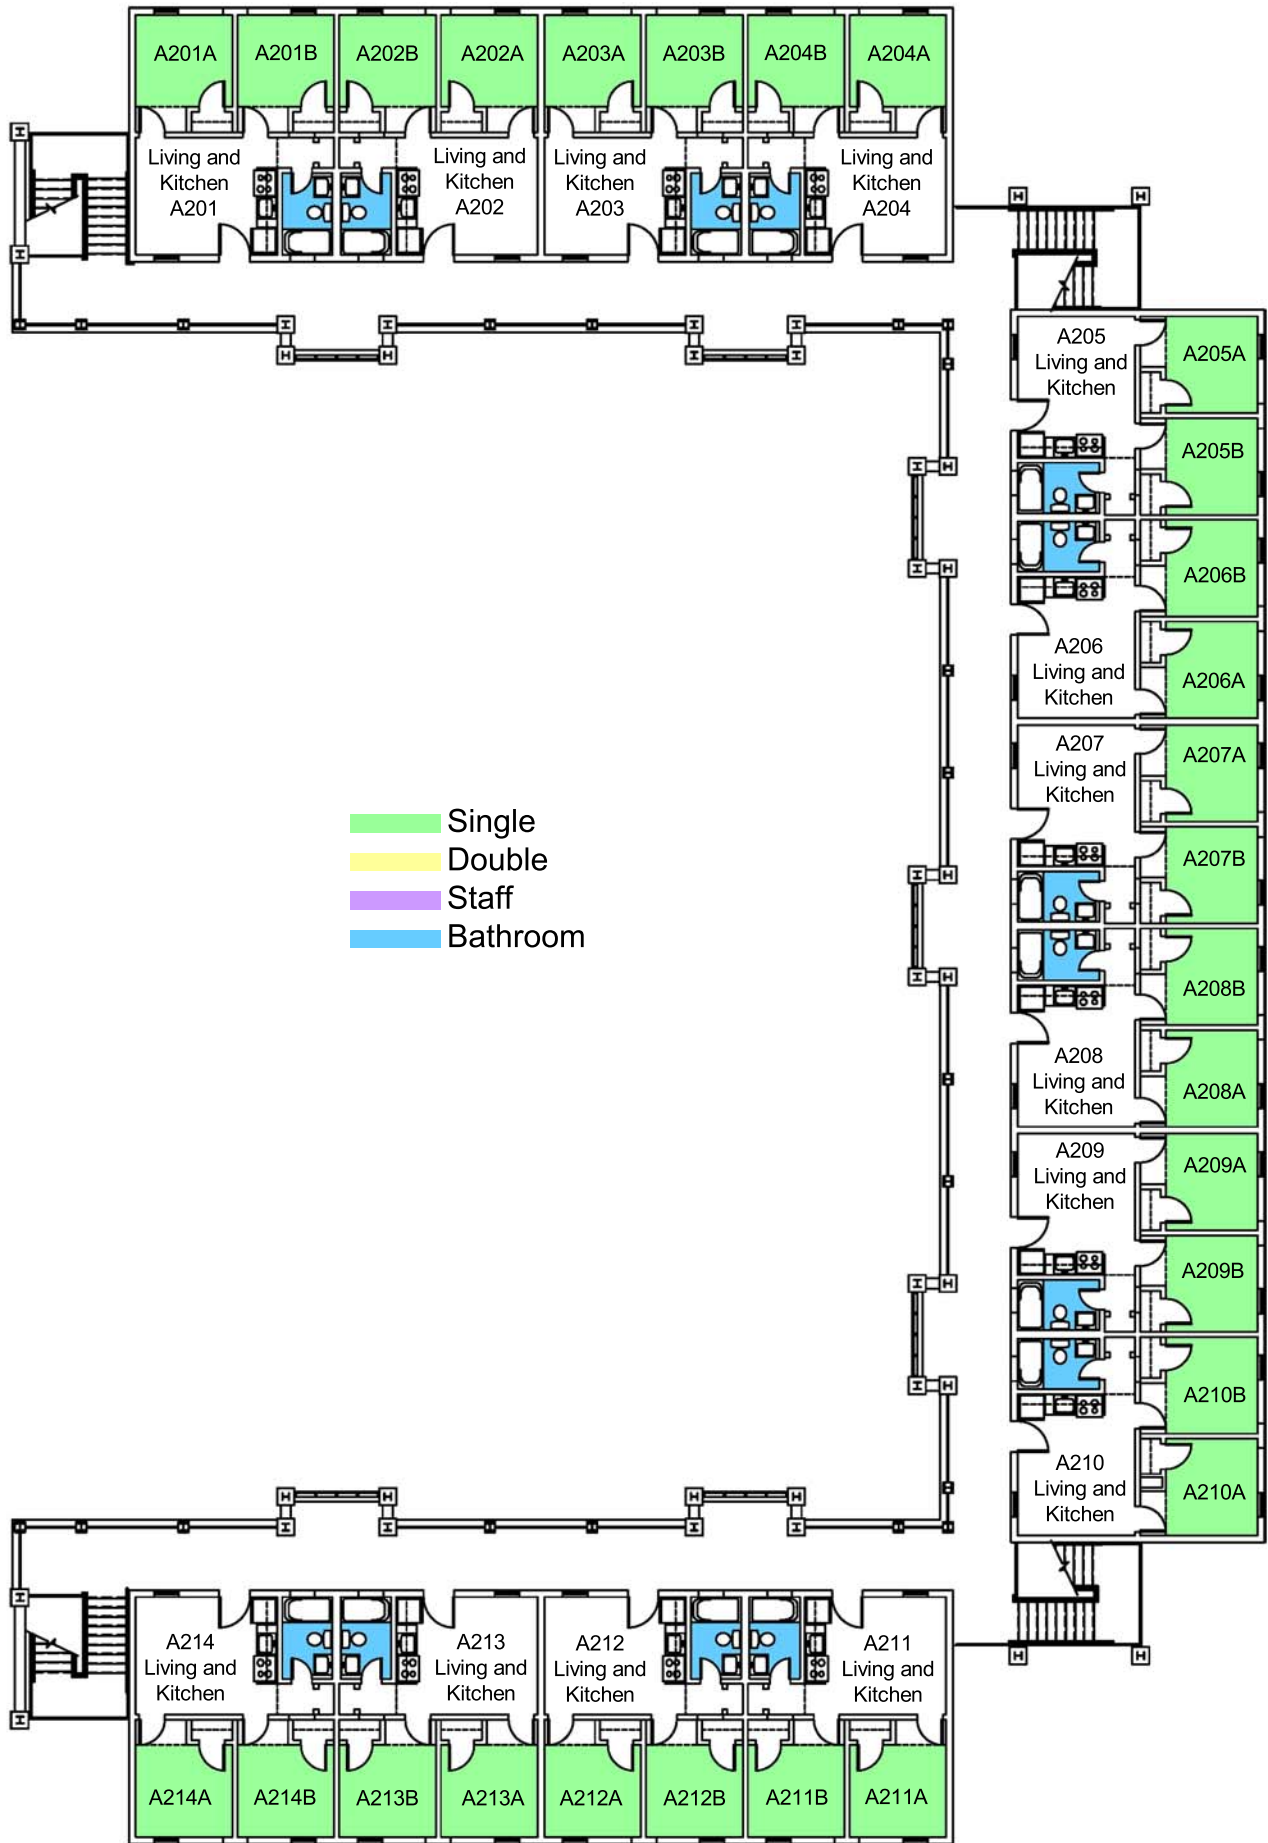 A201A
A201B
A202B
A202A
A203A
A203B
A204B
A204A
Living and
Kitchen
A201
Living and
Kitchen
A202
Living and
Kitchen
A203
Living and
Kitchen
A204
A205
Living and
Kitchen
A205A
A205B
A206B
A206
Living and
Kitchen
A206A
A207
Living and
Kitchen
A207A
A207B
Single
Double
Staff
Bathroom
A208B
A208
Living and
Kitchen
A208A
A209
Living and
Kitchen
A209A
A209B
A210B
A210
Living and
Kitchen
A210A
A214
Living and
Kitchen
A213
Living and
Kitchen
A212
Living and
Kitchen
A211
Living and
Kitchen
A214A
A214B
A213B
A213A
A212A
A212B
A211B
A211A